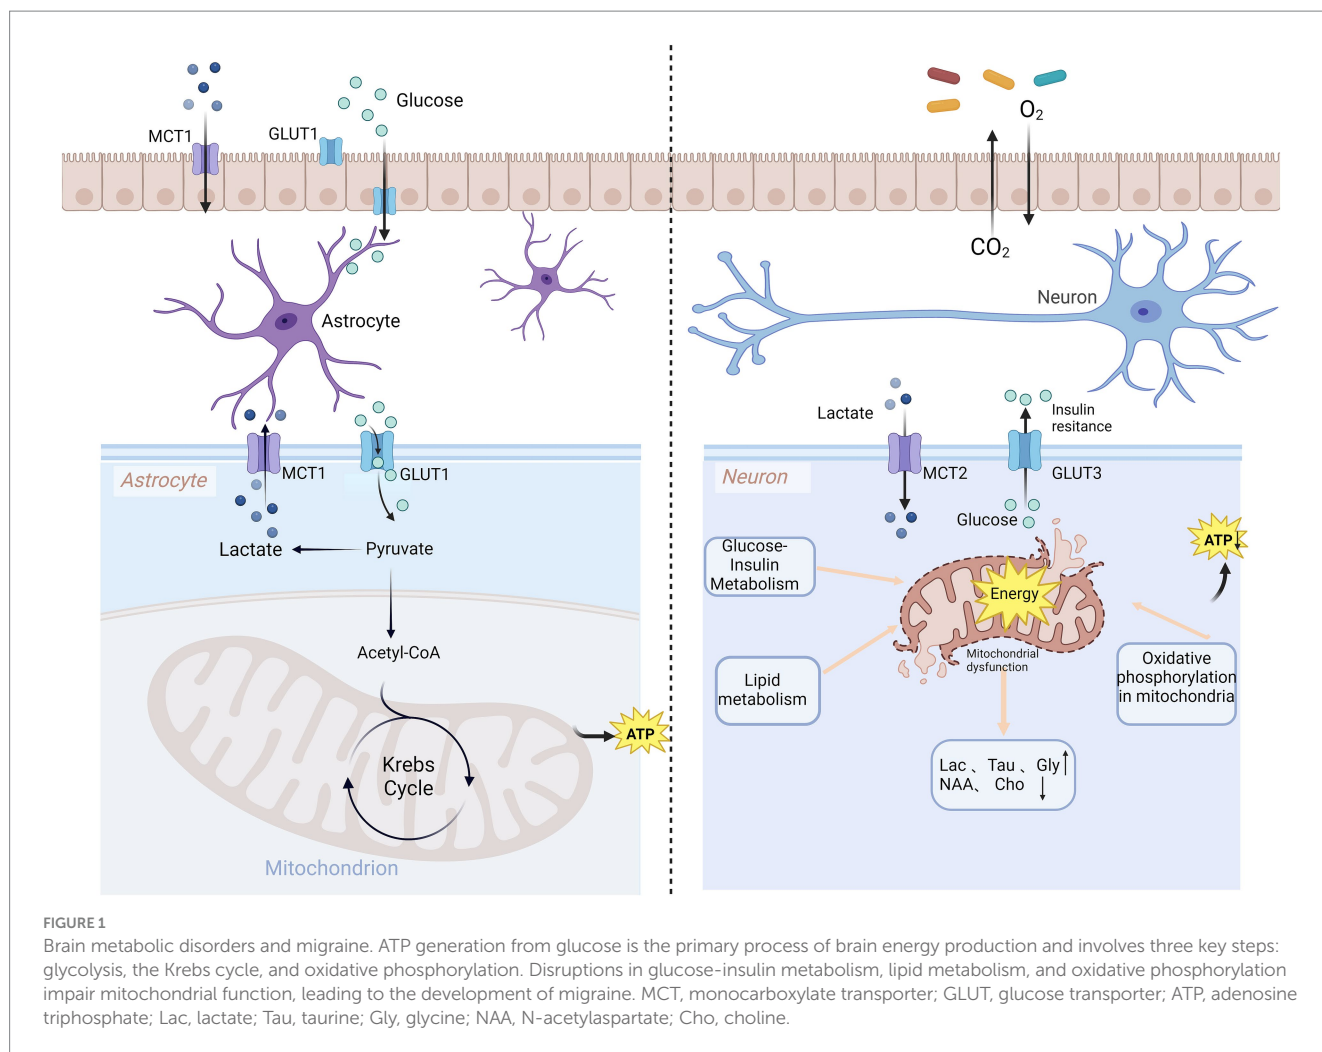 MCT1
GLUT1
Glucose
Astrocyte
Astrocyte
MCT1
GLUT1
Lactate
Pyruvate
Acetyl-CoA
Krebs
Cycle
ATP
Mitochondrion
O₂
CO₂
Neuron
Lactate
MCT2
Insulin
resitance
GLUT3
Neuron
Glucose
ATP↓
Glucose-
Insulin
Metabolism
Energy
Mitochondrial
dysfunction
Lipid
metabolism
Oxidative
phosphorylation
in mitochondria
Lac 、 Tau 、 Gly↑
NAA、 Cho ↓
FIGURE 1
Brain metabolic disorders and migraine. ATP generation from glucose is the primary process of brain energy production and involves three key steps:
glycolysis, the Krebs cycle, and oxidative phosphorylation. Disruptions in glucose-insulin metabolism, lipid metabolism, and oxidative phosphorylation
impair mitochondrial function, leading to the development of migraine. MCT, monocarboxylate transporter; GLUT, glucose transporter; ATP, adenosine
triphosphate; Lac, lactate; Tau, taurine; Gly, glycine; NAA, N-acetylaspartate; Cho, choline.